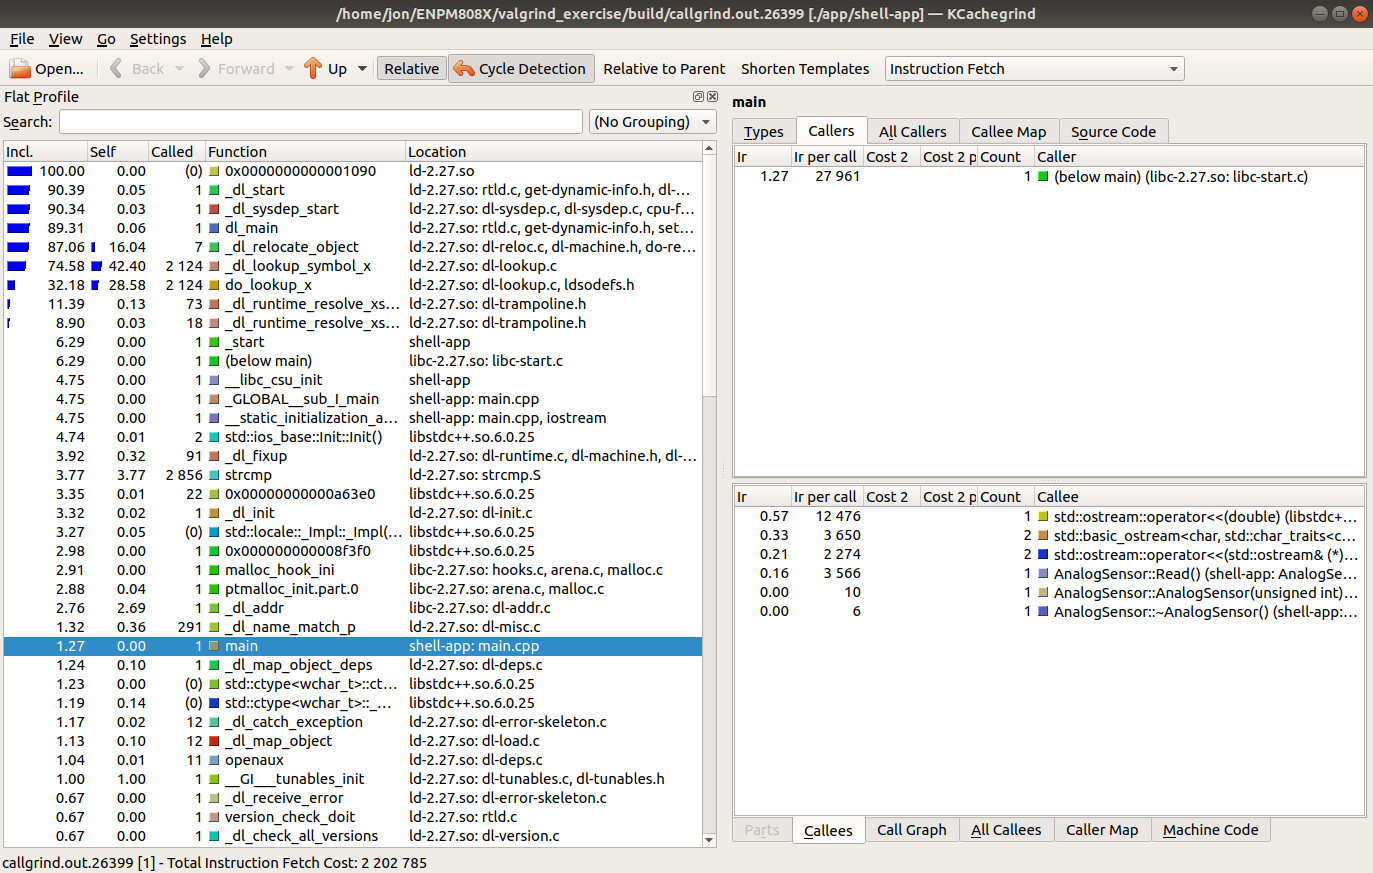 /home/jon/ENPM808X/valgrind_exercise/build/callgrind.out.26399 [./app/shell-app] — KCachegrind
File View Go Settings Help
Open... Back Forward Up Relative Cycle Detection Relative to Parent Shorten Templates Instruction Fetch
Flat Profile
Search: (No Grouping)
Incl. Self Called Function Location
100.00 0.00 (0) 0x0000000000001090 ld-2.27.so
90.39 0.05 1 _dl_start ld-2.27.so: rtld.c, get-dynamic-info.h, dl-...
90.34 0.03 1 _dl_sysdep_start ld-2.27.so: dl-sysdep.c, dl-sysdep.c, cpu-f...
89.31 0.06 1 dl_main ld-2.27.so: rtld.c, get-dynamic-info.h, set...
87.06 16.04 7 _dl_relocate_object ld-2.27.so: dl-reloc.c, dl-machine.h, do-re...
74.58 42.40 2 124 _dl_lookup_symbol_x ld-2.27.so: dl-lookup.c
32.18 28.58 2 124 do_lookup_x ld-2.27.so: dl-lookup.c, ldsodefs.h
11.39 0.13 73 _dl_runtime_resolve_xs... ld-2.27.so: dl-trampoline.h
8.90 0.03 18 _dl_runtime_resolve_xs... ld-2.27.so: dl-trampoline.h
6.29 0.00 1 _start shell-app
6.29 0.00 1 (below main) libc-2.27.so: libc-start.c
4.75 0.00 1 __libc_csu_init shell-app
4.75 0.00 1 _GLOBAL__sub_I_main shell-app: main.cpp
4.75 0.00 1 __static_initialization_a... shell-app: main.cpp, iostream
4.74 0.01 2 std::ios_base::Init::Init() libstdc++.so.6.0.25
3.92 0.32 91 _dl_fixup ld-2.27.so: dl-runtime.c, dl-machine.h, dl-...
3.77 3.77 2 856 strcmp ld-2.27.so: strcmp.S
3.35 0.01 22 0x00000000000a63e0 libstdc++.so.6.0.25
3.32 0.02 1 _dl_init ld-2.27.so: dl-init.c
3.27 0.05 (0) std::locale::_Impl::_Impl(... libstdc++.so.6.0.25
2.98 0.00 1 0x000000000008f3f0 libstdc++.so.6.0.25
2.91 0.00 1 malloc_hook_ini libc-2.27.so: hooks.c, arena.c, malloc.c
2.88 0.04 1 ptmalloc_init.part.0 libc-2.27.so: arena.c, malloc.c
2.76 2.69 1 _dl_addr libc-2.27.so: dl-addr.c
1.32 0.36 291 _dl_name_match_p ld-2.27.so: dl-misc.c
1.27 0.00 1 main shell-app: main.cpp
1.24 0.10 1 _dl_map_object_deps ld-2.27.so: dl-deps.c
1.23 0.00 (0) std::ctype<wchar_t>::ct... libstdc++.so.6.0.25
1.19 0.14 (0) std::ctype<wchar_t>::_... libstdc++.so.6.0.25
1.17 0.02 12 _dl_catch_exception ld-2.27.so: dl-error-skeleton.c
1.13 0.10 12 _dl_map_object ld-2.27.so: dl-load.c
1.04 0.01 11 openaux ld-2.27.so: dl-deps.c
1.00 1.00 1 __GI___tunables_init ld-2.27.so: dl-tunables.c, dl-tunables.h
0.67 0.00 1 _dl_receive_error ld-2.27.so: dl-error-skeleton.c
0.67 0.00 1 version_check_doit ld-2.27.so: rtld.c
0.67 0.00 1 _dl_check_all_versions ld-2.27.so: dl-version.c
main
Types Callers All Callers Callee Map Source Code
Ir Ir per call Cost 2 Cost 2 p Count Caller
1.27 27 961 1 (below main) (libc-2.27.so: libc-start.c)
Ir Ir per call Cost 2 Cost 2 p Count Callee
0.57 12 476 1 std::ostream::operator<<(double) (libstdc+...
0.33 3 650 2 std::basic_ostream<char, std::char_traits<c...
0.21 2 274 2 std::ostream::operator<<(std::ostream& (*)...
0.16 3 566 1 AnalogSensor::Read() (shell-app: AnalogSe...
0.00 10 1 AnalogSensor::AnalogSensor(unsigned int)...
0.00 6 1 AnalogSensor::~AnalogSensor() (shell-app:...
Parts Callees Call Graph All Callees Caller Map Machine Code
callgrind.out.26399 [1] - Total Instruction Fetch Cost: 2 202 785